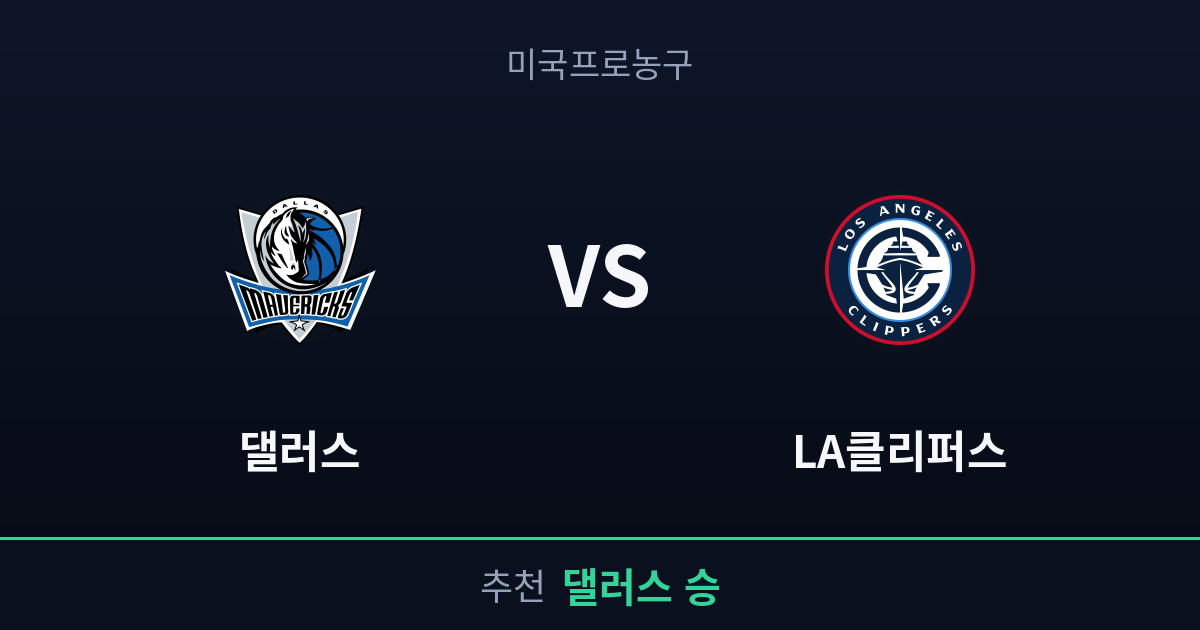 미국프로농구
DALLAS
MAVERICKS
VS
LOS ANGELES
CLIPPERS
댈러스
LA클리퍼스
추천 댈러스 승